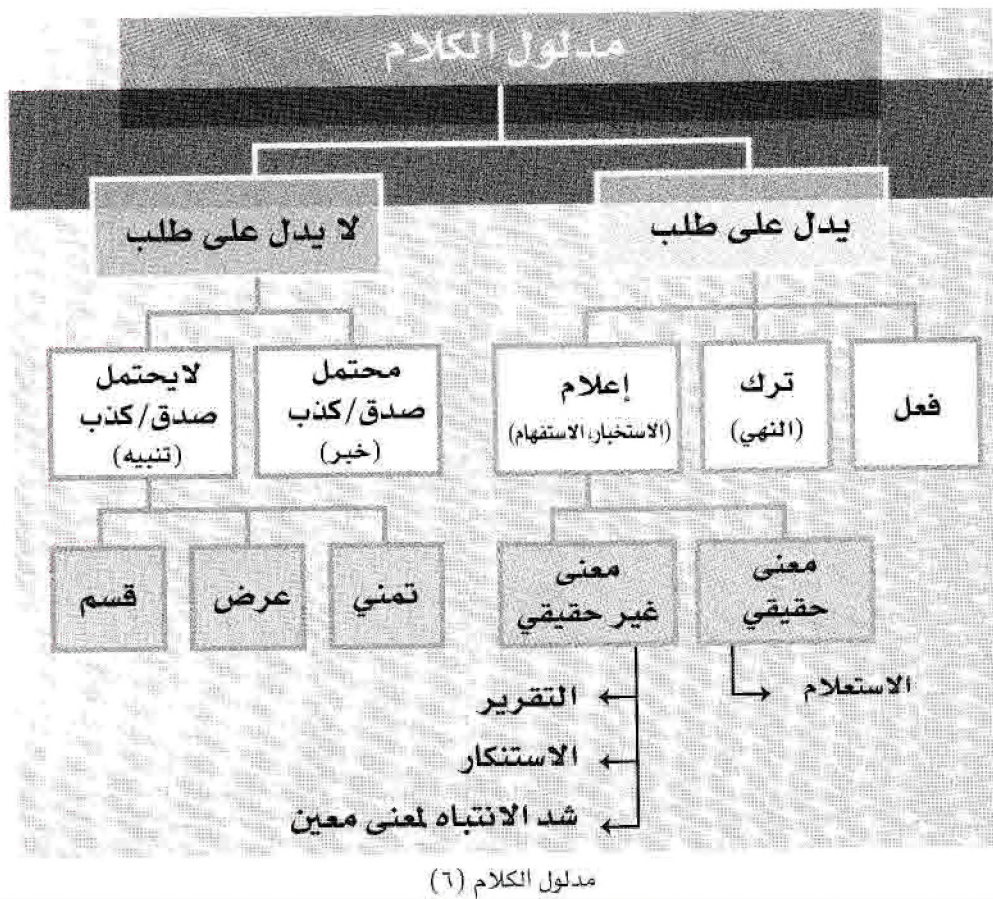 مدلول الكلام
يدل على طلب
لا يدل على طلب
فعل
ترك
(النهي)
إعلام
(الاستخبار، الاستفهام)
محتمل
صدق/كذب
(خبر)
لايحتمل
صدق/كذب
(تنبيه)
معنى
حقيقي
معنى
غير حقيقي
تمني
عرض
قسم
الاستعلام
التقرير
الاستنكار
شد الانتباه لمعنى معين
مدلول الكلام (٦)